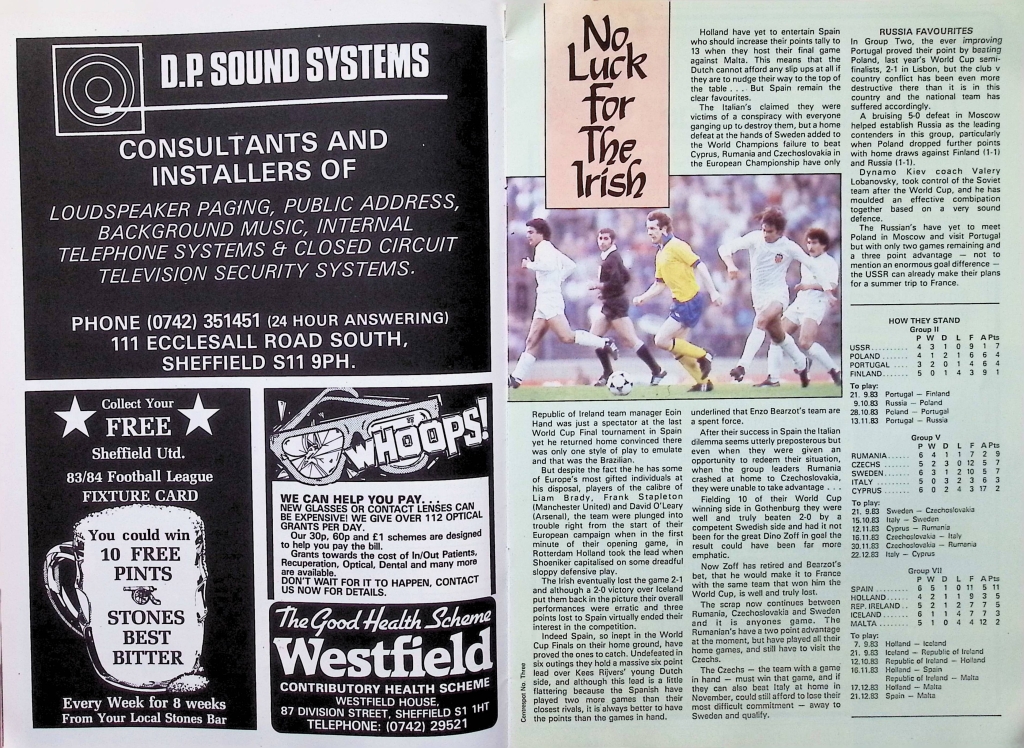 D.P. SOUND SYSTEMS
CONSULTANTS AND
INSTALLERS OF
LOUDSPEAKER PAGING, PUBLIC ADDRESS,
BACKGROUND MUSIC, INTERNAL
TELEPHONE SYSTEMS & CLOSED CIRCUIT
TELEVISION SECURITY SYSTEMS.
PHONE (0742) 351451 (24 HOUR ANSWERING)
111 ECCLESALL ROAD SOUTH,
SHEFFIELD S11 9PH.
Collect Your
FREE
Sheffield Utd.
83/84 Football League
FIXTURE CARD
You could win
10 FREE
PINTS
STONES
BEST
BITTER
Every Week for 8 weeks
From Your Local Stones Bar
WHOOPS!
WE CAN HELP YOU PAY. . .
NEW GLASSES OR CONTACT LENSES CAN
BE EXPENSIVE! WE GIVE OVER 112 OPTICAL
GRANTS PER DAY.
Our 30p, 60p and £1 schemes are designed
to help you pay the bill.
Grants towards the cost of In/Out Patients,
Recuperation, Optical, Dental and many more
are available.
DON'T WAIT FOR IT TO HAPPEN, CONTACT
US NOW FOR DETAILS.
The Good Health Scheme
Westfield
CONTRIBUTORY HEALTH SCHEME
WESTFIELD HOUSE,
87 DIVISION STREET, SHEFFIELD S1 1HT
TELEPHONE: (0742) 29521
No
Luck
for
The
Irish
Republic of Ireland team manager Eoin
Hand was just a spectator at the last
World Cup Final tournament in Spain
yet he returned home convinced there
was only one style of play to emulate
and that was the Brazilian.
But despite the fact the he has some
of Europe's most gifted individuals at
his disposal, players of the calibre of
Liam Brady, Frank Stapleton
(Manchester United) and David O'Leary
(Arsenal), the team were plunged into
trouble right from the start of their
European campaign when in the first
minute of their opening game, in
Rotterdam Holland took the lead when
Shoeniker capitalised on some dreadful
sloppy defensive play.
The Irish eventually lost the game 2-1
and although a 2-0 victory over Iceland
put them back in the picture their overall
performances were erratic and three
points lost to Spain virtually ended their
interest in the competition.
Indeed Spain, so inept in the World
Cup Finals on their home ground, have
proved the ones to catch. Undefeated in
six outings they hold a massive six point
lead over Kees Rijvers' young Dutch
side, and although this lead is a little
flattering because the Spanish have
played two more games than their
closest rivals, it is always better to have
the points than the games in hand.
Holland have yet to entertain Spain
who should increase their points tally to
13 when they host their final game
against Malta. This means that the
Dutch cannot afford any slip ups at all if
they are to nudge their way to the top of
the table . . . But Spain remain the
clear favourites.
The Italian's claimed they were
victims of a conspiracy with everyone
ganging up to destroy them, but a home
defeat at the hands of Sweden added to
the World Champions failure to beat
Cyprus, Rumania and Czechoslovakia in
the European Championship have only
underlined that Enzo Bearzot's team are
a spent force.
After their success in Spain the Italian
dilemma seems utterly preposterous but
even when they were given an
opportunity to redeem their situation,
when the group leaders Rumania
crashed at home to Czechoslovakia,
they were unable to take advantage . . .
Fielding 10 of their World Cup
winning side in Gothenburg they were
well and truly beaten 2-0 by a
competent Swedish side and had it not
been for the great Dino Zoff in goal the
result could have been far more
emphatic.
Now Zoff has retired and Bearzot's
bet, that he would make it to France
with the same team that won him the
World Cup, is well and truly lost.
The scrap now continues between
Rumania, Czechoslovakia and Sweden
and it is anyones game. The
Rumanian's have a two point advantage
at the moment, but have played all their
home games, and still have to visit the
Czechs.
The Czechs — the team with a game
in hand — must win that game, and if
they can also beat Italy at home in
November, could still afford to lose their
most difficult commitment — away to
Sweden and qualify.
RUSSIA FAVOURITES
In Group Two, the ever improving
Portugal proved their point by beating
Poland, last year's World Cup semi-
finalists, 2-1 in Lisbon, but the club v
country conflict has been even more
destructive there than it is in this
country and the national team has
suffered accordingly.
A bruising 5-0 defeat in Moscow
helped establish Russia as the leading
contenders in this group, particularly
when Poland dropped further points
with home draws against Finland (1-1)
and Russia (1-1).
Dynamo Kiev coach Valery
Lobanovsky, took control of the Soviet
team after the World Cup, and he has
moulded an effective combination
together based on a very sound
defence.
The Russian's have yet to meet
Poland in Moscow and visit Portugal
but with only two games remaining and
a three point advantage — not to
mention an enormous goal difference —
the USSR can already make their plans
for a summer trip to France.
HOW THEY STAND
Group II
P W D L F A Pts
USSR 4 3 1 0 9 1 7
POLAND 4 1 2 1 6 6 4
PORTUGAL 3 2 0 1 4 6 4
FINLAND 5 0 1 4 3 9 1
To play:
21. 9.83 Portugal — Finland
9.10.83 Russia — Poland
28.10.83 Poland — Portugal
13.11.83 Portugal — Russia
Group V
P W D L F A Pts
RUMANIA 6 4 1 1 7 2 9
CZECHS 5 2 3 0 12 5 7
SWEDEN 6 3 1 2 10 5 7
ITALY 5 0 3 2 3 6 3
CYPRUS 6 0 2 4 3 17 2
To play:
21. 9.83 Sweden — Czechoslovakia
15.10.83 Italy — Sweden
12.11.83 Cyprus — Rumania
16.11.83 Czechoslovakia — Italy
30.11.83 Czechoslovakia — Rumania
22.12.83 Italy — Cyprus
Group VII
P W D L F A Pts
SPAIN 6 5 1 0 11 5 11
HOLLAND 4 2 1 1 9 3 5
REP. IRELAND 5 2 1 2 7 7 5
ICELAND 6 1 1 4 7 7 3
MALTA 5 1 0 4 4 12 2
To play:
7. 9.83 Holland — Iceland
21. 9.83 Iceland — Republic of Ireland
12.10.83 Republic of Ireland — Holland
16.11.83 Holland — Spain
Republic of Ireland — Malta
17.12.83 Holland — Malta
21.12.83 Spain — Malta
Centrespot No. Three